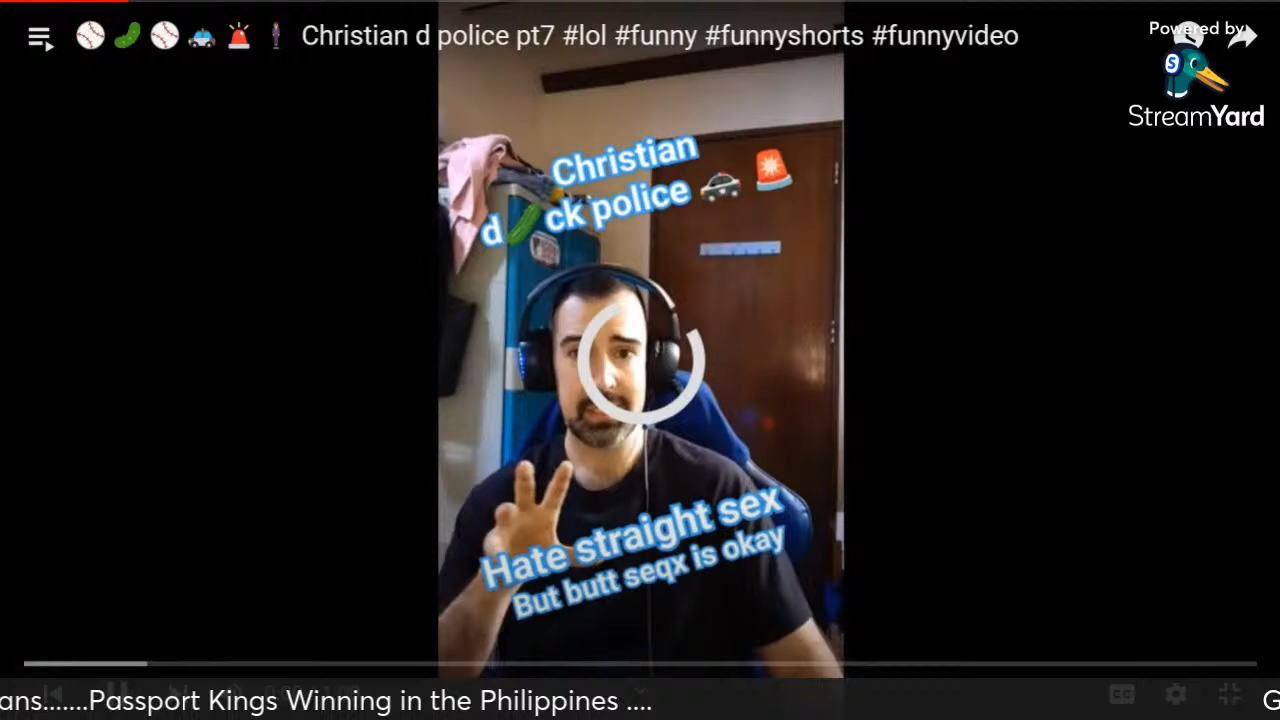 Christian d police pt7 #lol #funny #funnyshorts #funnyvideo
Powered by
StreamYard
Christian
d🥒ck police
Hate straight sex
But butt seqx is okay
ans.......Passport Kings Winning in the Philippines ....
G
CC